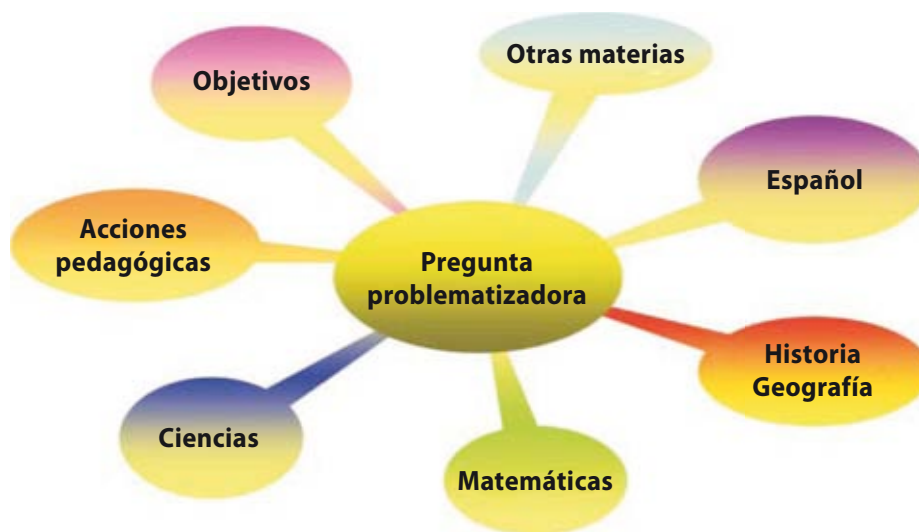 Otras materias
Objetivos
Español
Acciones
pedagógicas
Pregunta
problematizadora
Historia
Geografía
Ciencias
Matemáticas